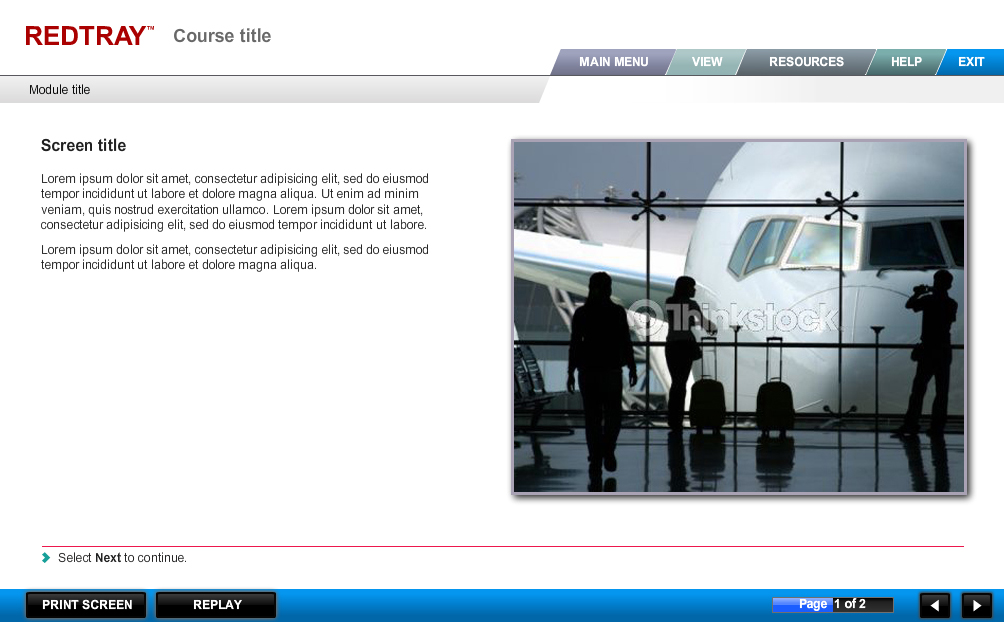 REDTRAY™ Course title
MAIN MENU VIEW RESOURCES HELP EXIT
Module title
Screen title
Lorem ipsum dolor sit amet, consectetur adipisicing elit, sed do eiusmod
tempor incididunt ut labore et dolore magna aliqua. Ut enim ad minim
veniam, quis nostrud exercitation ullamco. Lorem ipsum dolor sit amet,
consectetur adipisicing elit, sed do eiusmod tempor incididunt ut labore.
Lorem ipsum dolor sit amet, consectetur adipisicing elit, sed do eiusmod
tempor incididunt ut labore et dolore magna aliqua.
Thinkstock
Select Next to continue.
PRINT SCREEN REPLAY Page 1 of 2